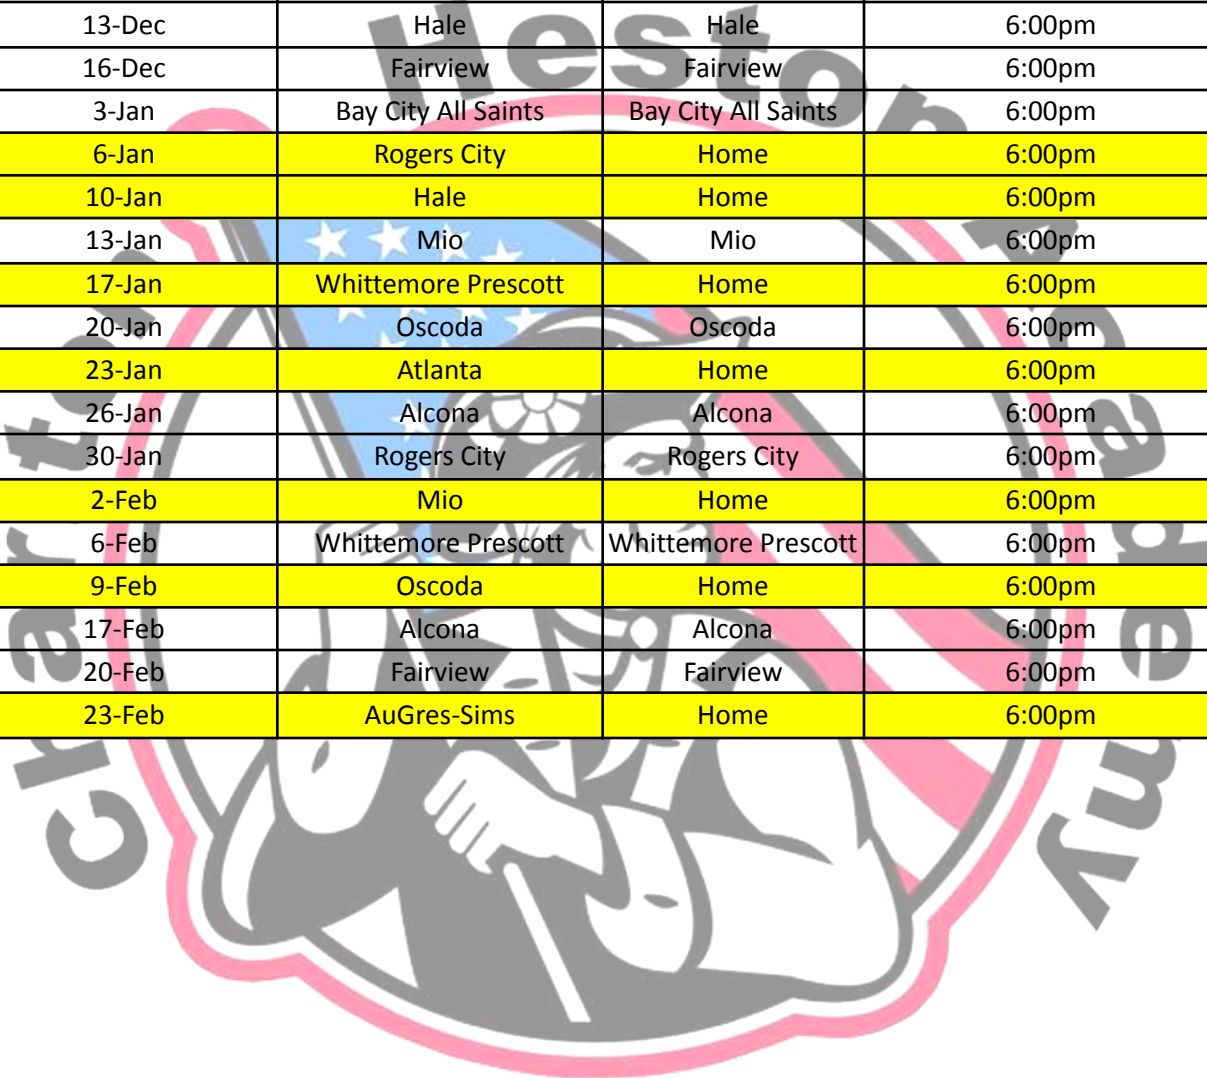 Charlton Heston Academy
13-Dec Hale Hale 6:00pm
16-Dec Fairview Fairview 6:00pm
3-Jan Bay City All Saints Bay City All Saints 6:00pm
6-Jan Rogers City Home 6:00pm
10-Jan Hale Home 6:00pm
13-Jan Mio Mio 6:00pm
17-Jan Whittemore Prescott Home 6:00pm
20-Jan Oscoda Oscoda 6:00pm
23-Jan Atlanta Home 6:00pm
26-Jan Alcona Alcona 6:00pm
30-Jan Rogers City Rogers City 6:00pm
2-Feb Mio Home 6:00pm
6-Feb Whittemore Prescott Whittemore Prescott 6:00pm
9-Feb Oscoda Home 6:00pm
17-Feb Alcona Alcona 6:00pm
20-Feb Fairview Fairview 6:00pm
23-Feb AuGres-Sims Home 6:00pm